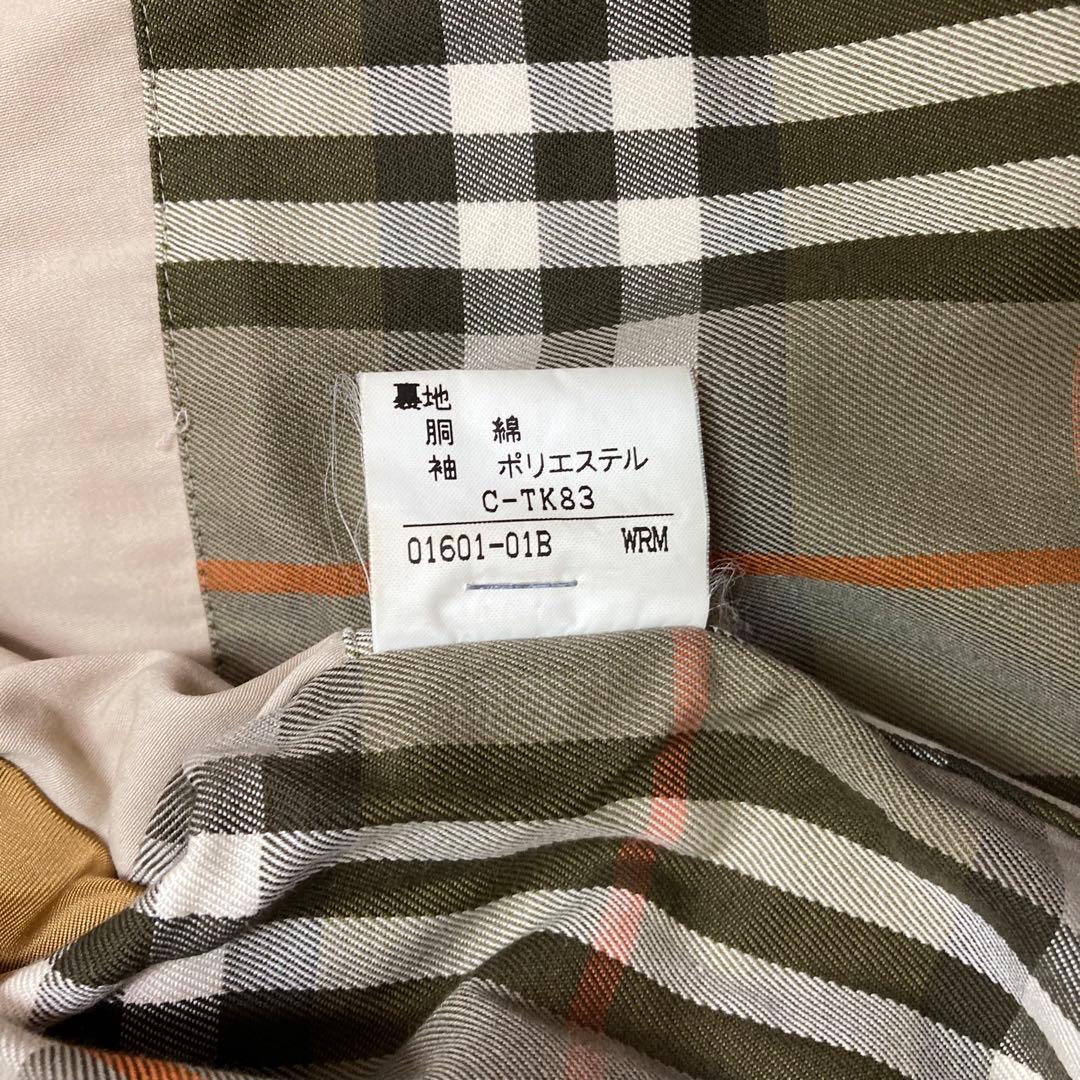 裏地
胴 綿
袖 ポリエステル
C-TK83
01601-01B WRM